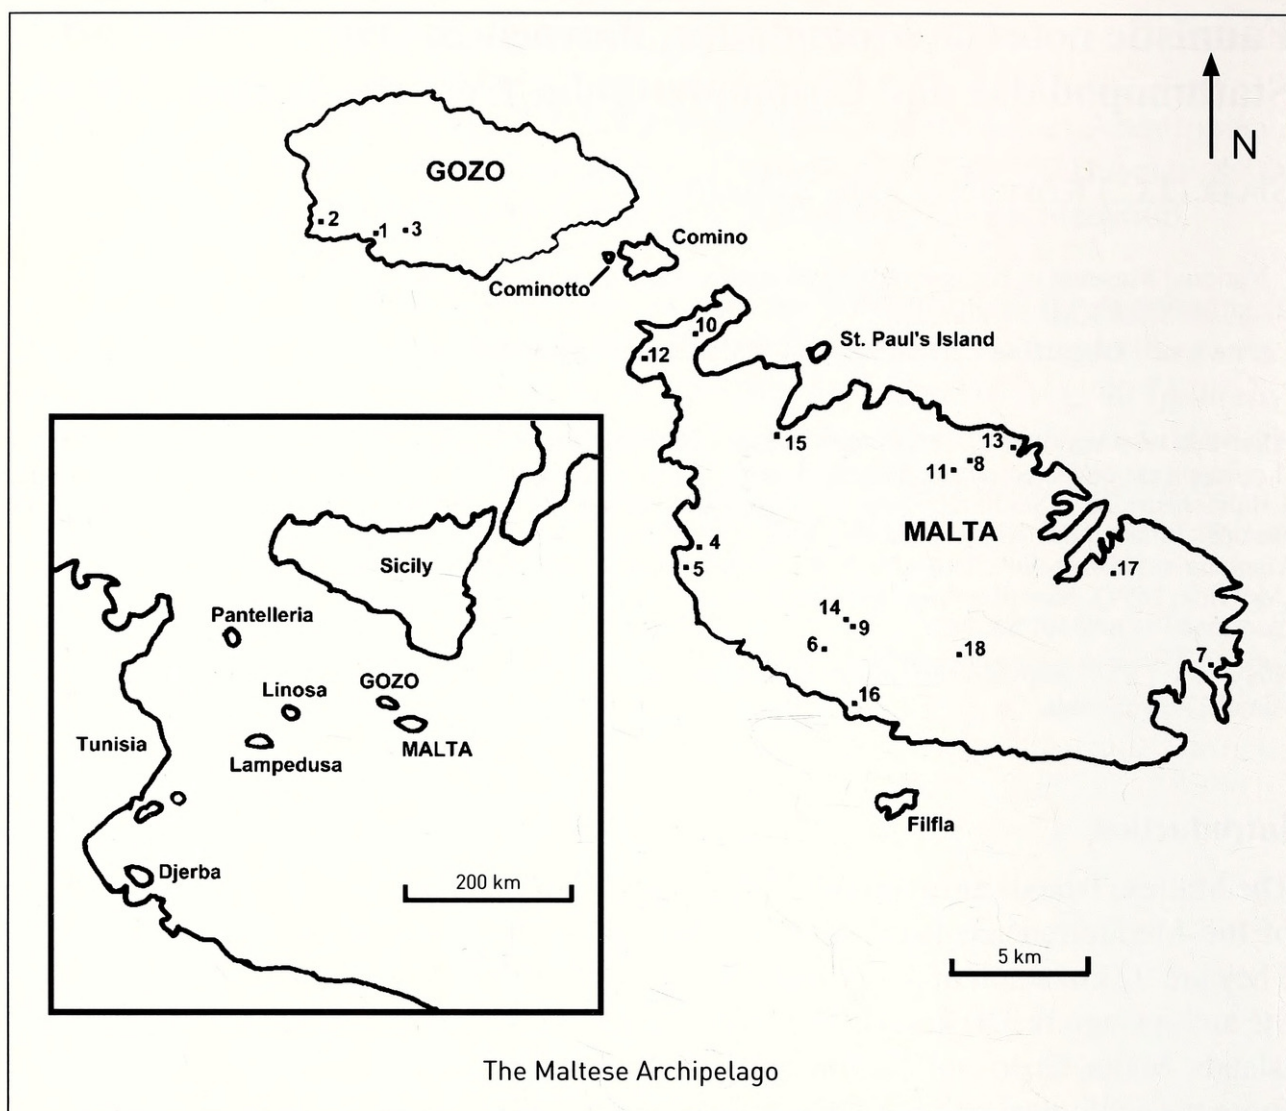 N
GOZO
2
1
3
Comino
Cominotto
10
12
St. Paul's Island
15
13
8
11
MALTA
4
5
17
14
9
6
18
7
16
Filfla
5 km
Sicily
Pantelleria
Linosa
GOZO
Tunisia
Lampedusa
MALTA
Djerba
200 km
The Maltese Archipelago